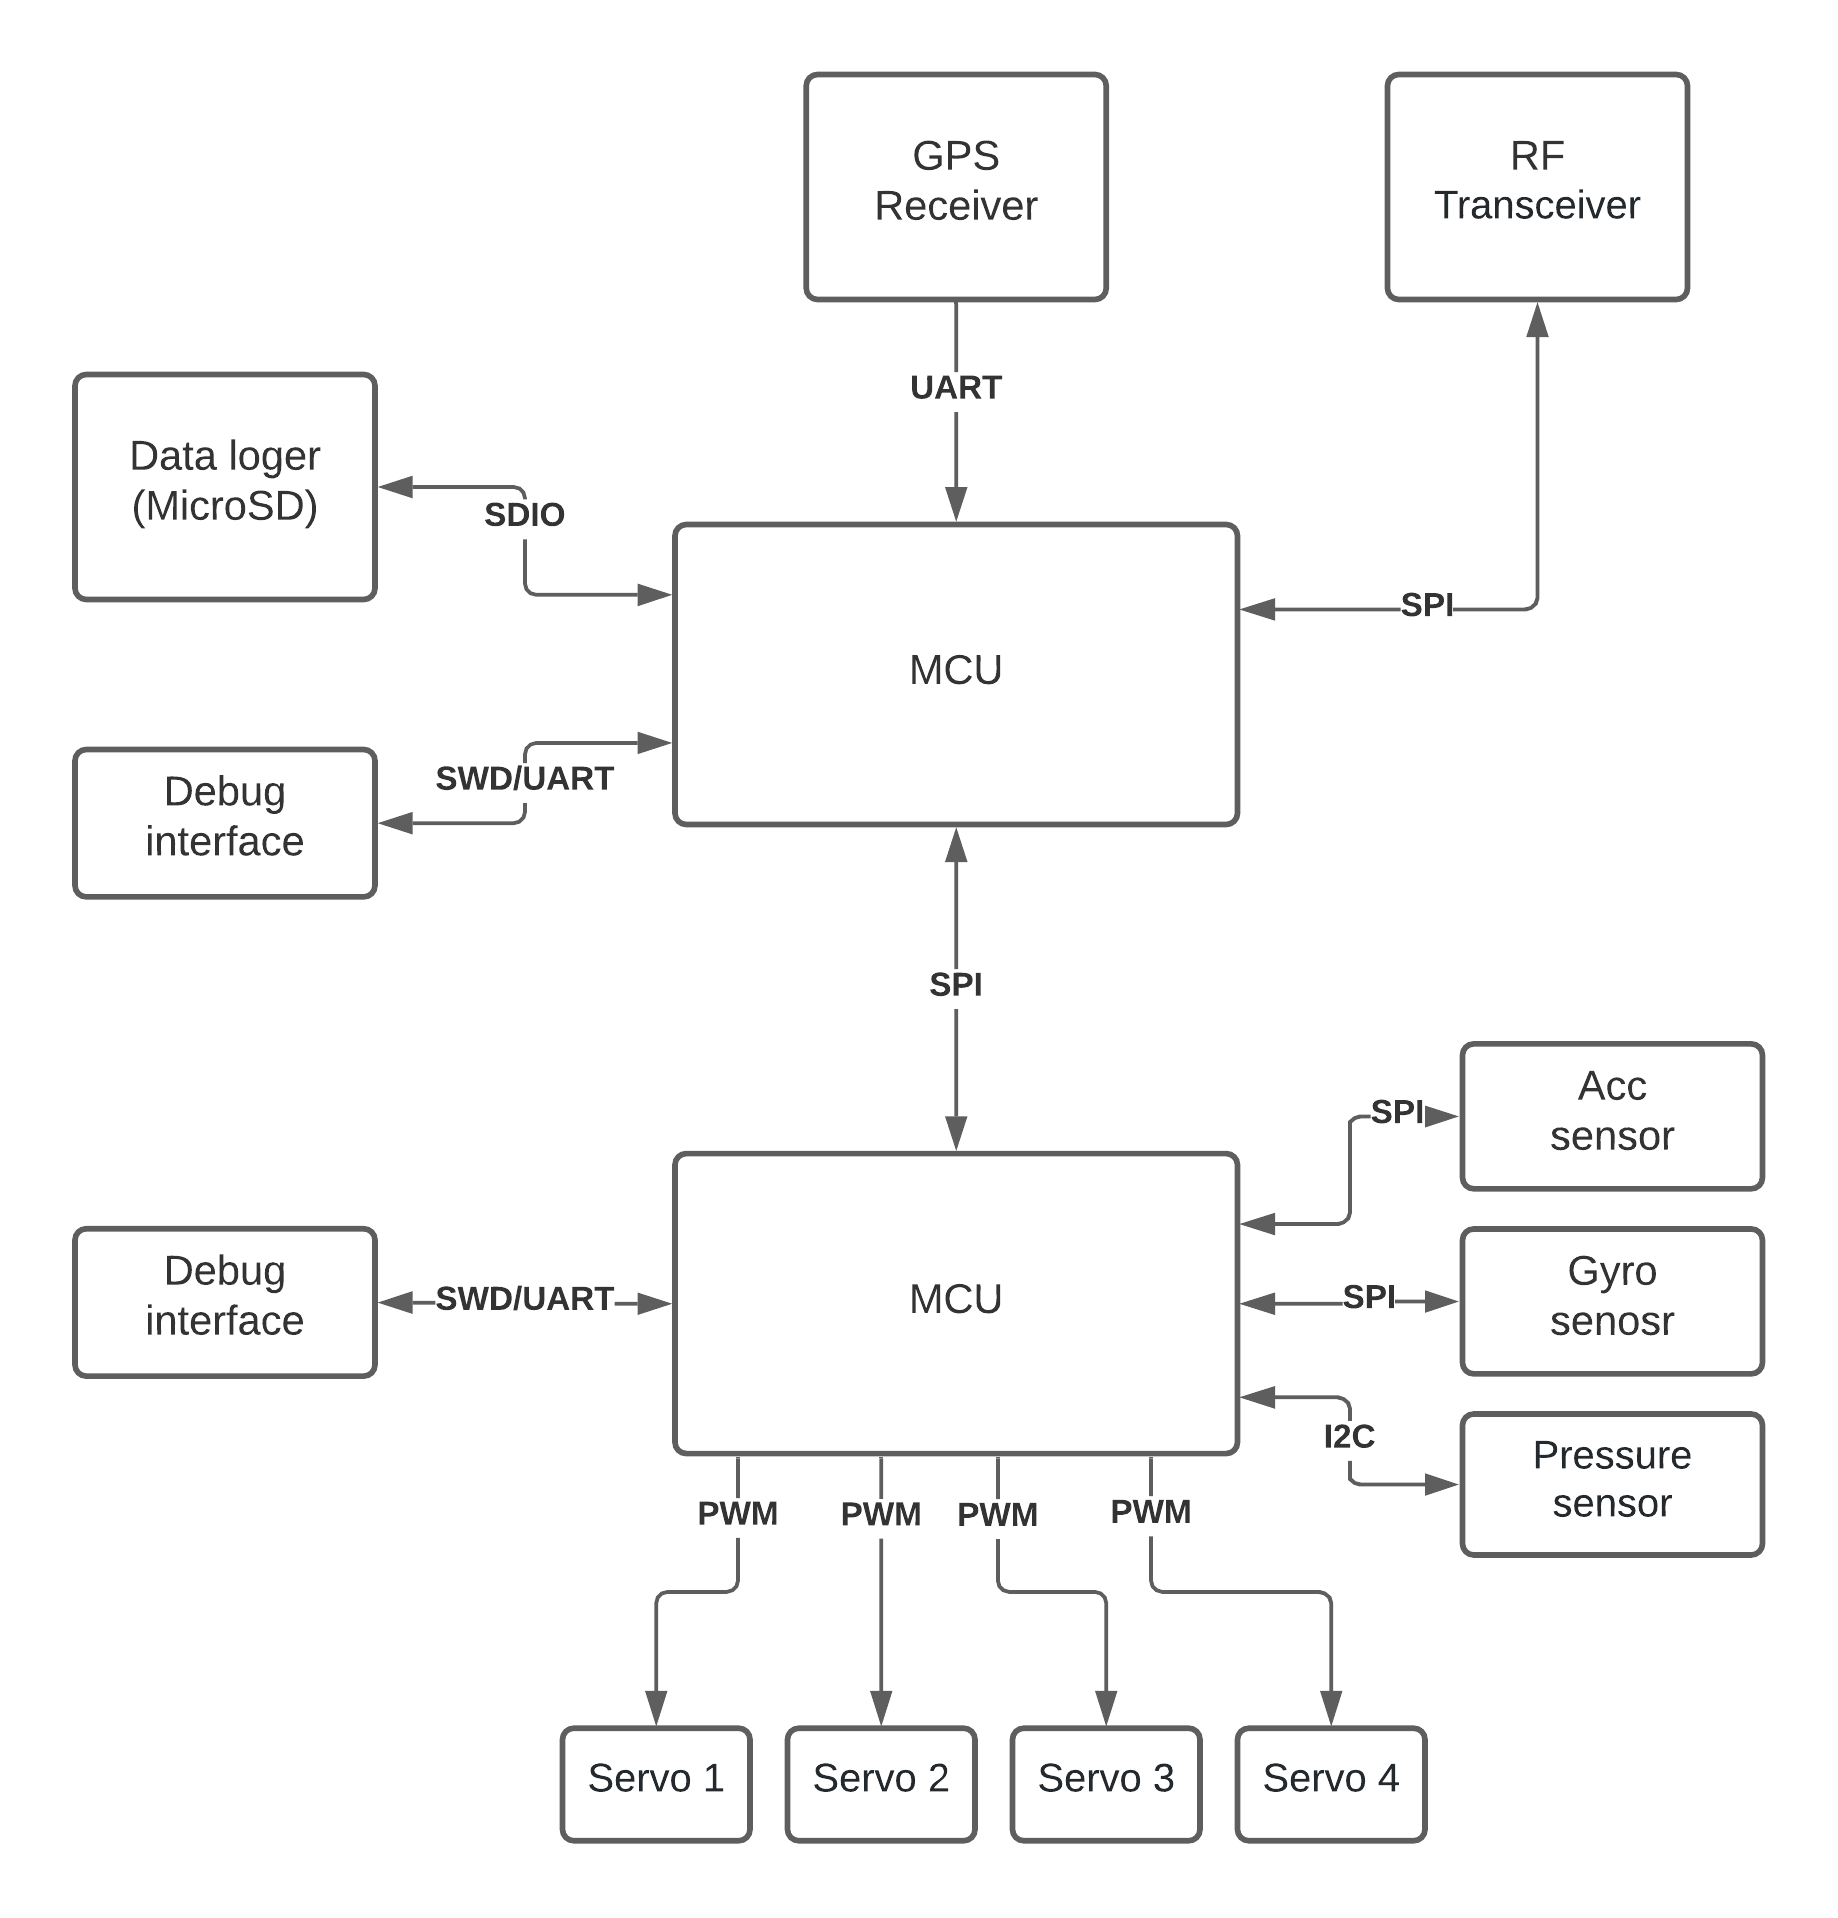 GPS
Receiver
RF
Transceiver
UART
Data loger
(MicroSD)
SDIO
SPI
MCU
Debug
interface
SWD/UART
SPI
Acc
sensor
SPI
Debug
interface
SWD/UART
MCU
SPI
Gyro
senosr
I2C
Pressure
sensor
PWM
PWM
PWM
PWM
Servo 1
Servo 2
Servo 3
Servo 4